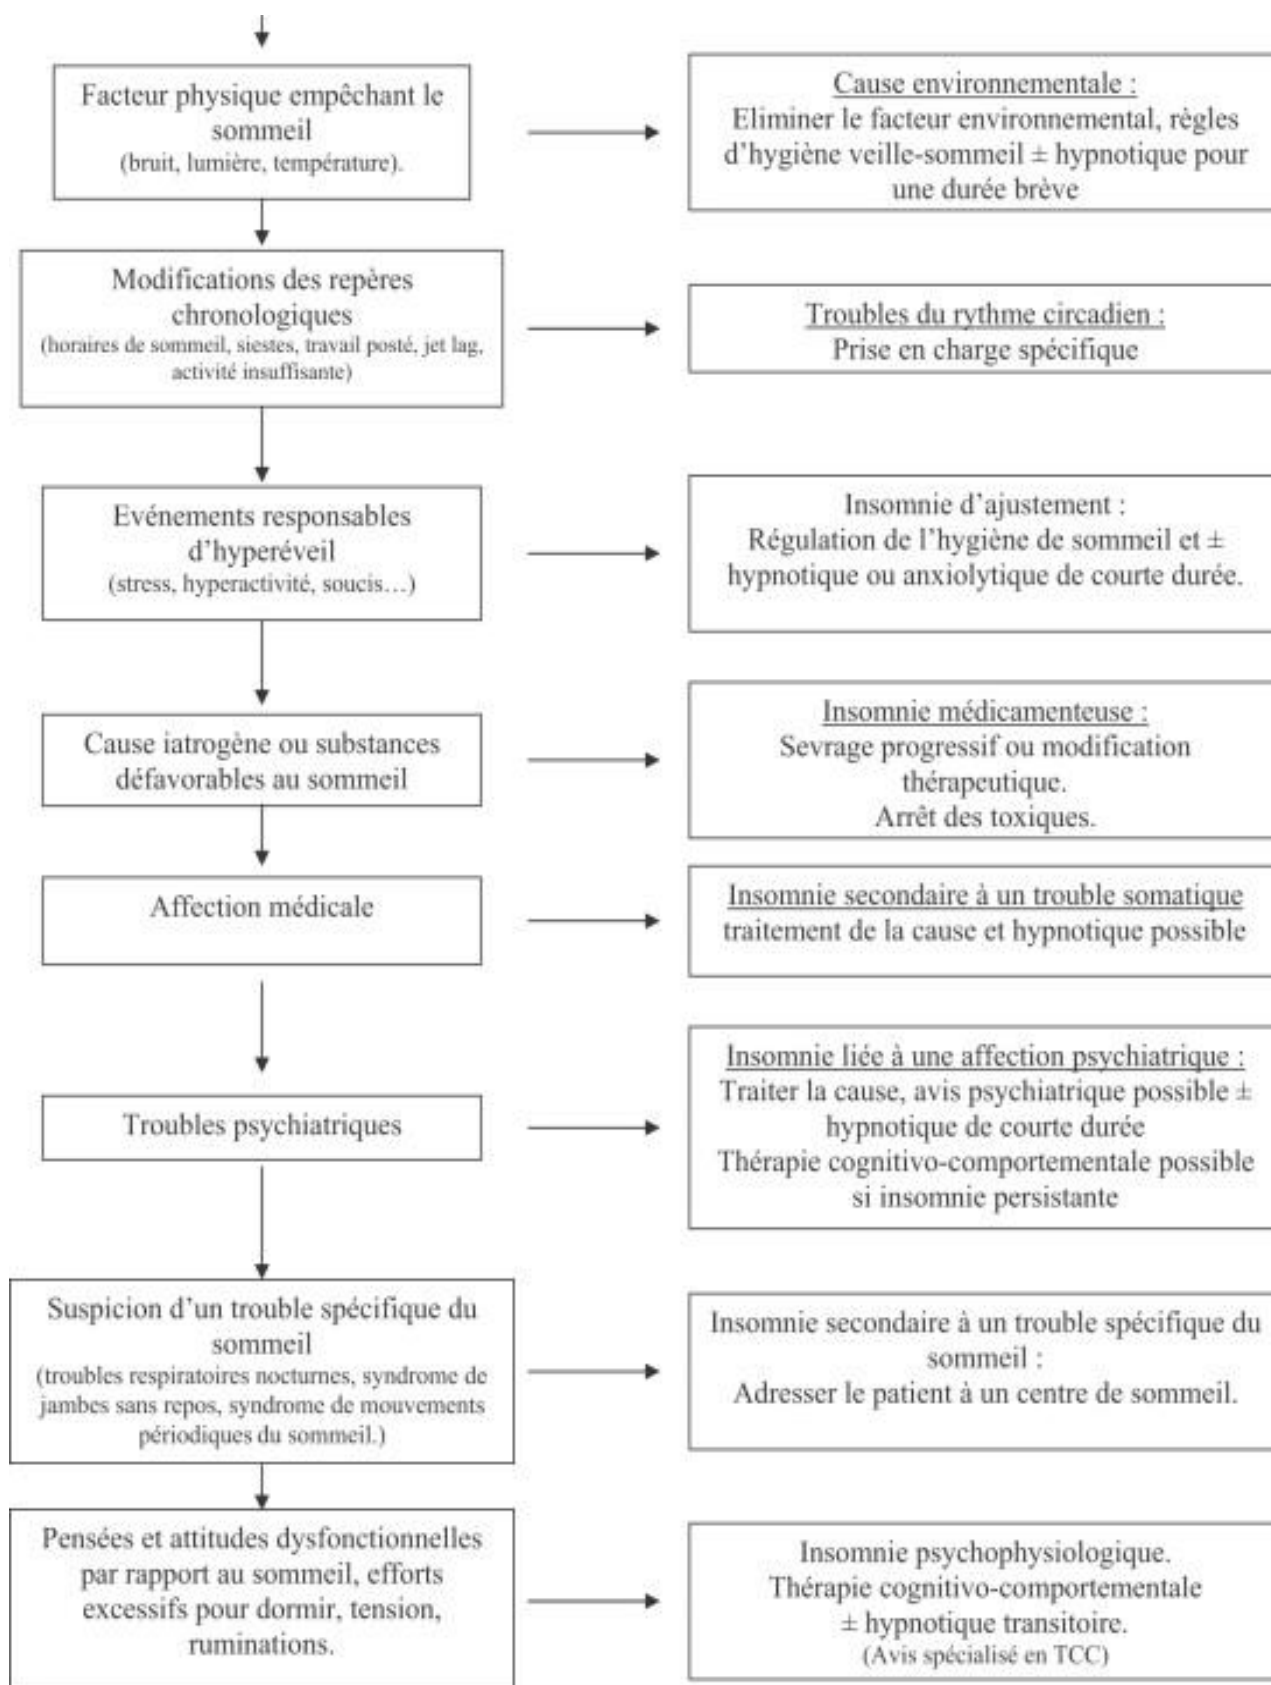 Facteur physique empêchant le
sommeil
(bruit, lumière, température).
Cause environnementale :
Eliminer le facteur environnemental, règles
d’hygiène veille-sommeil ± hypnotique pour
une durée brève
Modifications des repères
chronologiques
(horaires de sommeil, siestes, travail posté, jet lag,
activité insuffisante)
Troubles du rythme circadien :
Prise en charge spécifique
Evénements responsables
d’hyperéveil
(stress, hyperactivité, soucis…)
Insomnie d’ajustement :
Régulation de l’hygiène de sommeil et ±
hypnotique ou anxiolytique de courte durée.
Cause iatrogène ou substances
défavorables au sommeil
Insomnie médicamenteuse :
Sevrage progressif ou modification
thérapeutique.
Arrêt des toxiques.
Affection médicale
Insomnie secondaire à un trouble somatique
traitement de la cause et hypnotique possible
Troubles psychiatriques
Insomnie liée à une affection psychiatrique :
Traiter la cause, avis psychiatrique possible ±
hypnotique de courte durée
Thérapie cognitivo-comportementale possible
si insomnie persistante
Suspicion d’un trouble spécifique du
sommeil
(troubles respiratoires nocturnes, syndrome de
jambes sans repos, syndrome de mouvements
périodiques du sommeil.)
Insomnie secondaire à un trouble spécifique du
sommeil :
Adresser le patient à un centre de sommeil.
Pensées et attitudes dysfonctionnelles
par rapport au sommeil, efforts
excessifs pour dormir, tension,
ruminations.
Insomnie psychophysiologique.
Thérapie cognitivo-comportementale
± hypnotique transitoire.
(Avis spécialisé en TCC)